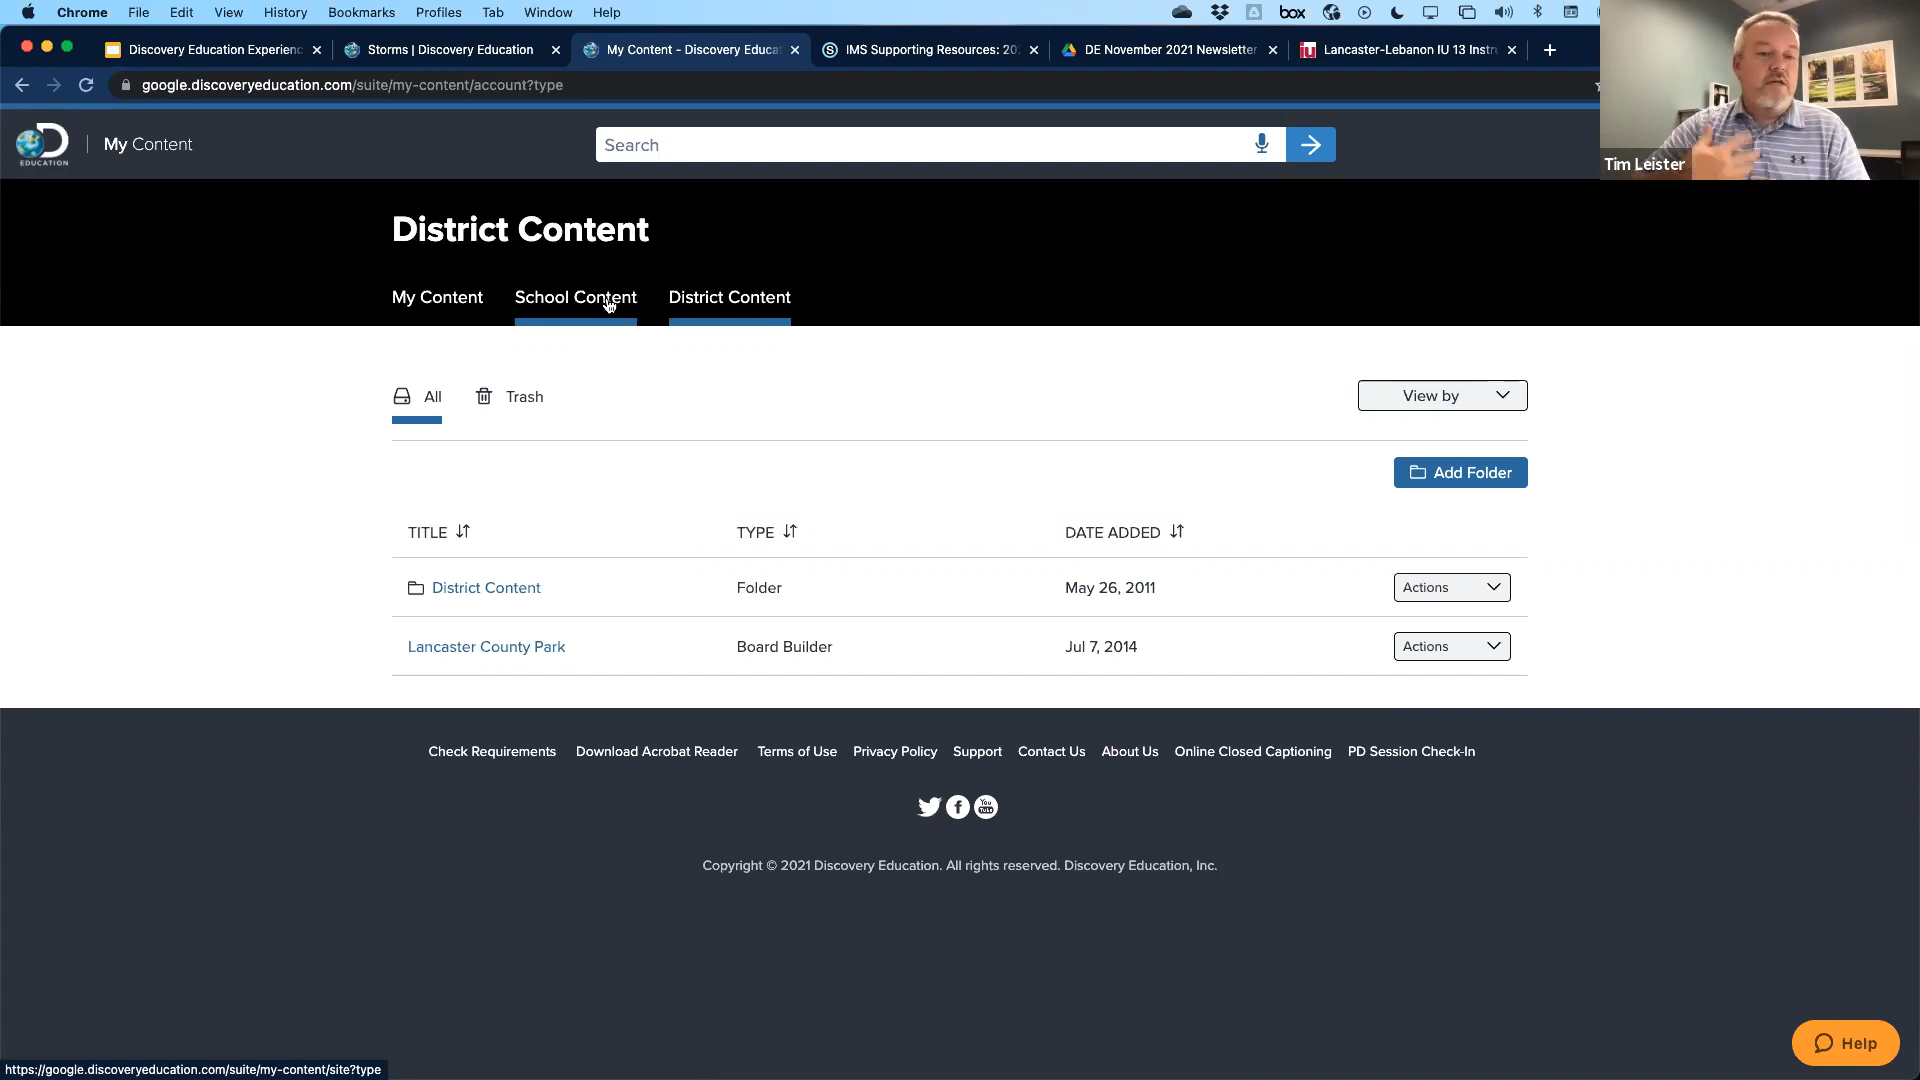 Chrome File Edit View History Bookmarks Profiles Tab Window Help box
Discovery Education Experienc Storms | Discovery Education My Content - Discovery Educat IMS Supporting Resources: 20 DE November 2021 Newsletter Lancaster-Lebanon IU 13 Instru
google.discoveryeducation.com/suite/my-content/account?type
EDUCATION My Content Search
Tim Leister
District Content
My Content School Content District Content
All Trash View by
Add Folder
TITLE TYPE DATE ADDED
District Content Folder May 26, 2011 Actions
Lancaster County Park Board Builder Jul 7, 2014 Actions
Check Requirements Download Acrobat Reader Terms of Use Privacy Policy Support Contact Us About Us Online Closed Captioning PD Session Check-In
You Tube
Copyright © 2021 Discovery Education. All rights reserved. Discovery Education, Inc.
Help
https://google.discoveryeducation.com/suite/my-content/site?type